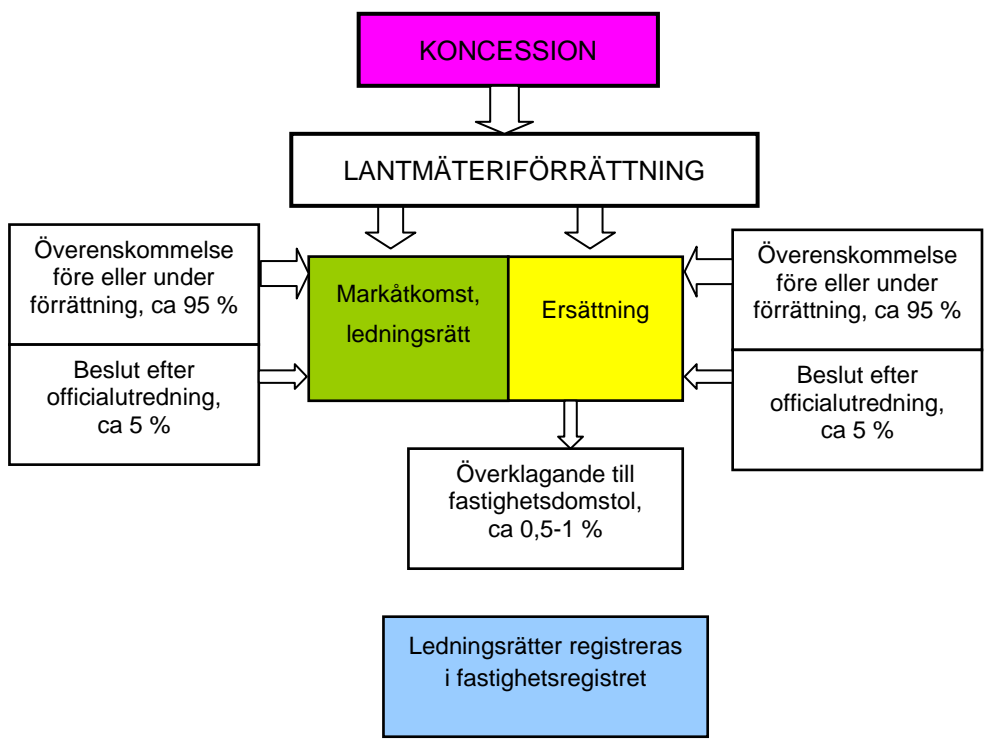 KONCESSION
LANTMÄTERIFÖRRÄTTNING
Överenskommelse
före eller under
förrättning, ca 95 %
Beslut efter
officialutredning,
ca 5 %
Markåtkomst,
ledningsrätt
Ersättning
Överenskommelse
före eller under
förrättning, ca 95 %
Beslut efter
officialutredning,
ca 5 %
Överklagande till
fastighetsdomstol,
ca 0,5-1 %
Ledningsrätter registreras
i fastighetsregistret